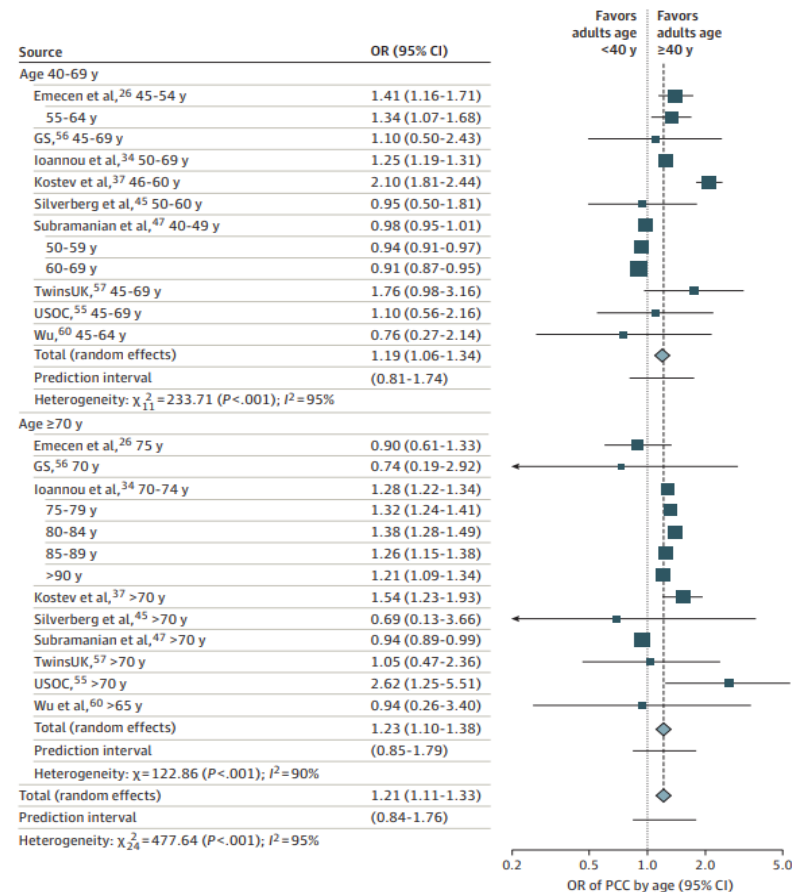 Favors adults age <40 y
Favors adults age ≥40 y
Source OR (95% CI)
Age 40-69 y
Emecen et al,26 45-54 y 1.41 (1.16-1.71)
55-64 y 1.34 (1.07-1.68)
GS,56 45-69 y 1.10 (0.50-2.43)
Ioannou et al,34 50-69 y 1.25 (1.19-1.31)
Kostev et al,37 46-60 y 2.10 (1.81-2.44)
Silverberg et al,45 50-60 y 0.95 (0.50-1.81)
Subramanian et al,47 40-49 y 0.98 (0.95-1.01)
50-59 y 0.94 (0.91-0.97)
60-69 y 0.91 (0.87-0.95)
TwinsUK,57 45-69 y 1.76 (0.98-3.16)
USOC,55 45-69 y 1.10 (0.56-2.16)
Wu,60 45-64 y 0.76 (0.27-2.14)
Total (random effects) 1.19 (1.06-1.34)
Prediction interval (0.81-1.74)
Heterogeneity: χ²₁₁=233.71 (P<.001); I²=95%
Age ≥70 y
Emecen et al,26 75 y 0.90 (0.61-1.33)
GS,56 70 y 0.74 (0.19-2.92)
Ioannou et al,34 70-74 y 1.28 (1.22-1.34)
75-79 y 1.32 (1.24-1.41)
80-84 y 1.38 (1.28-1.49)
85-89 y 1.26 (1.15-1.38)
>90 y 1.21 (1.09-1.34)
Kostev et al,37 >70 y 1.54 (1.23-1.93)
Silverberg et al,45 >70 y 0.69 (0.13-3.66)
Subramanian et al,47 >70 y 0.94 (0.89-0.99)
TwinsUK,57 >70 y 1.05 (0.47-2.36)
USOC,55 >70 y 2.62 (1.25-5.51)
Wu et al,60 >65 y 0.94 (0.26-3.40)
Total (random effects) 1.23 (1.10-1.38)
Prediction interval (0.85-1.79)
Heterogeneity: χ=122.86 (P<.001); I²=90%
Total (random effects) 1.21 (1.11-1.33)
Prediction interval (0.84-1.76)
Heterogeneity: χ²₂₄=477.64 (P<.001); I²=95%
0.2 0.5 1.0 2.0 5.0
OR of PCC by age (95% CI)